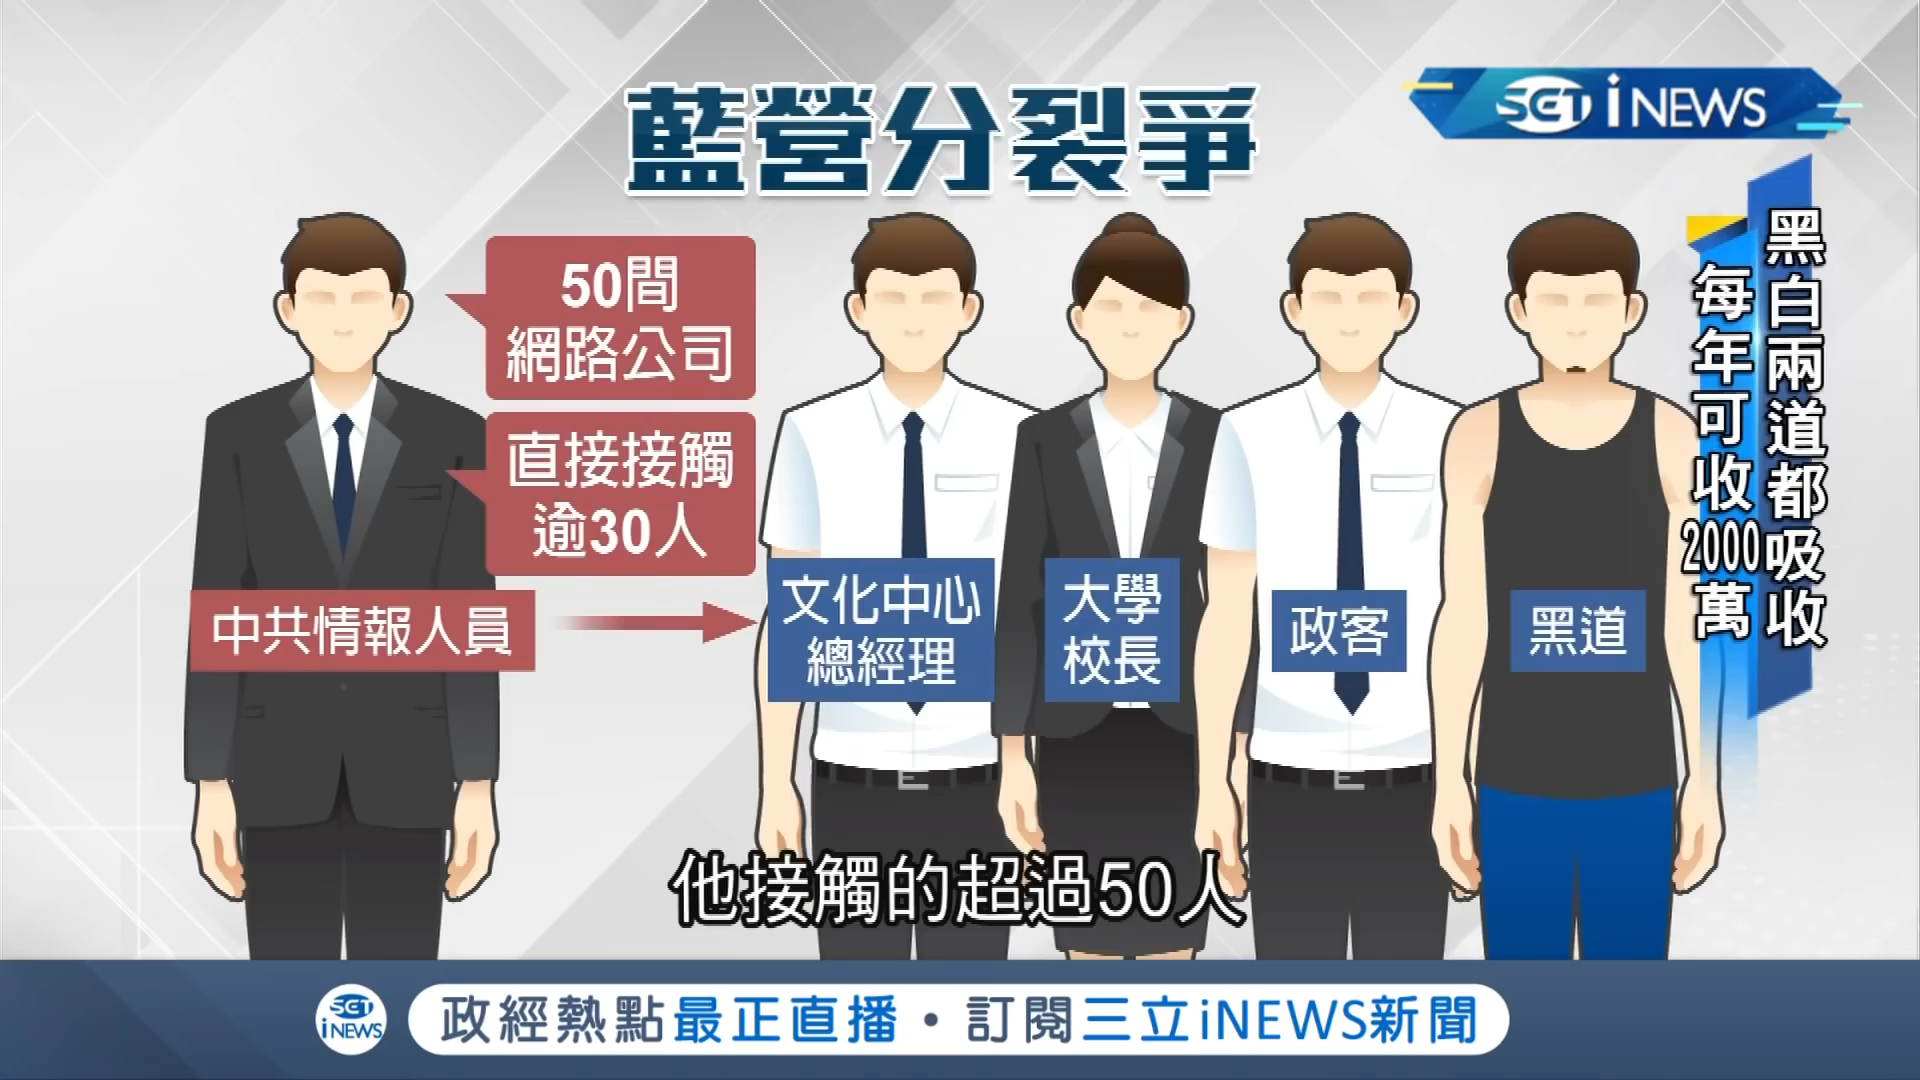 藍營分裂爭
SET iNEWS
黑白兩道都吸收
每年可收2000萬
50間
網路公司
直接接觸
逾30人
中共情報人員
文化中心
總經理
大學
校長
政客
黑道
他接觸的超過50人
SET
iNEWS
政經熱點最正直播・訂閱三立iNEWS新聞